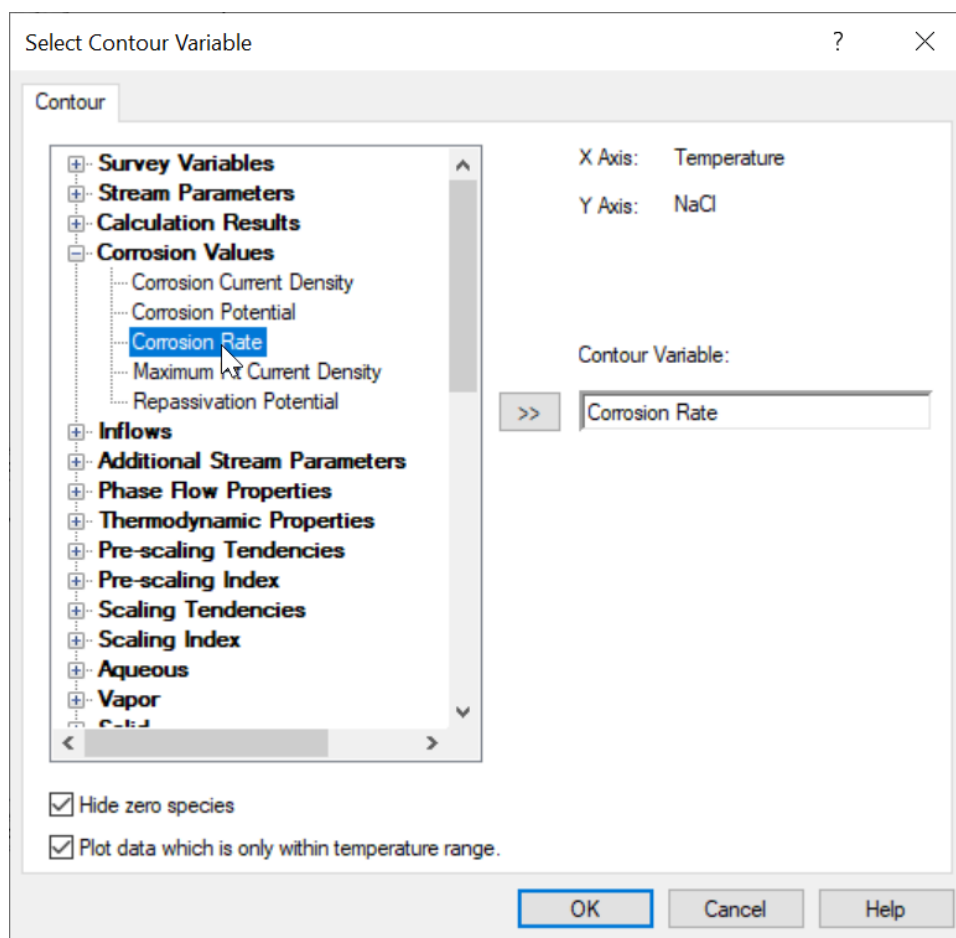 Select Contour Variable
?
Contour
Survey Variables
Stream Parameters
Calculation Results
Corrosion Values
Corrosion Current Density
Corrosion Potential
Corrosion Rate
Maximum Pit Current Density
Repassivation Potential
Inflows
Additional Stream Parameters
Phase Flow Properties
Thermodynamic Properties
Pre-scaling Tendencies
Pre-scaling Index
Scaling Tendencies
Scaling Index
Aqueous
Vapor
Solid
X Axis: Temperature
Y Axis: NaCl
Contour Variable:
>>
Corrosion Rate
Hide zero species
Plot data which is only within temperature range.
OK
Cancel
Help